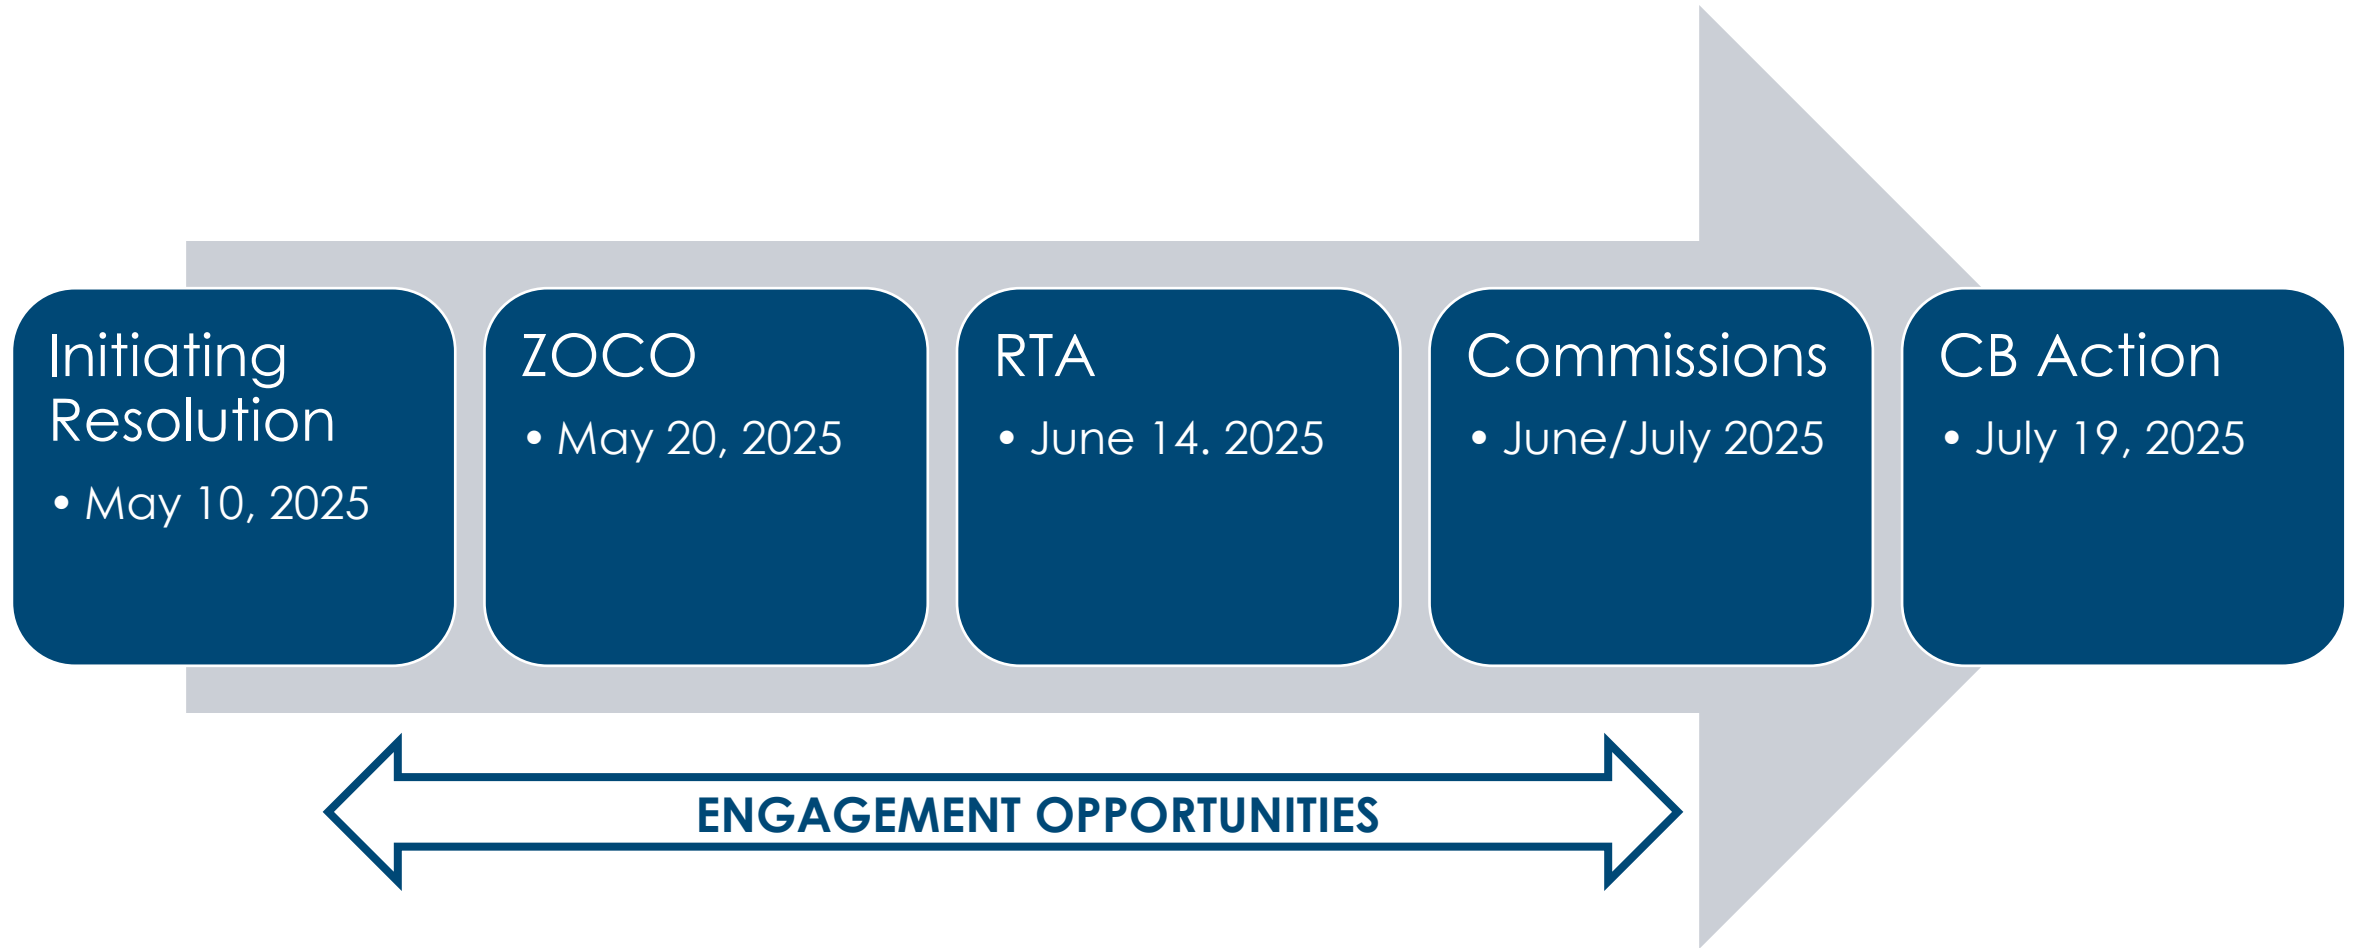 Initiating
Resolution
• May 10, 2025
ZOCO
• May 20, 2025
RTA
• June 14. 2025
Commissions
• June/July 2025
CB Action
• July 19, 2025
ENGAGEMENT OPPORTUNITIES